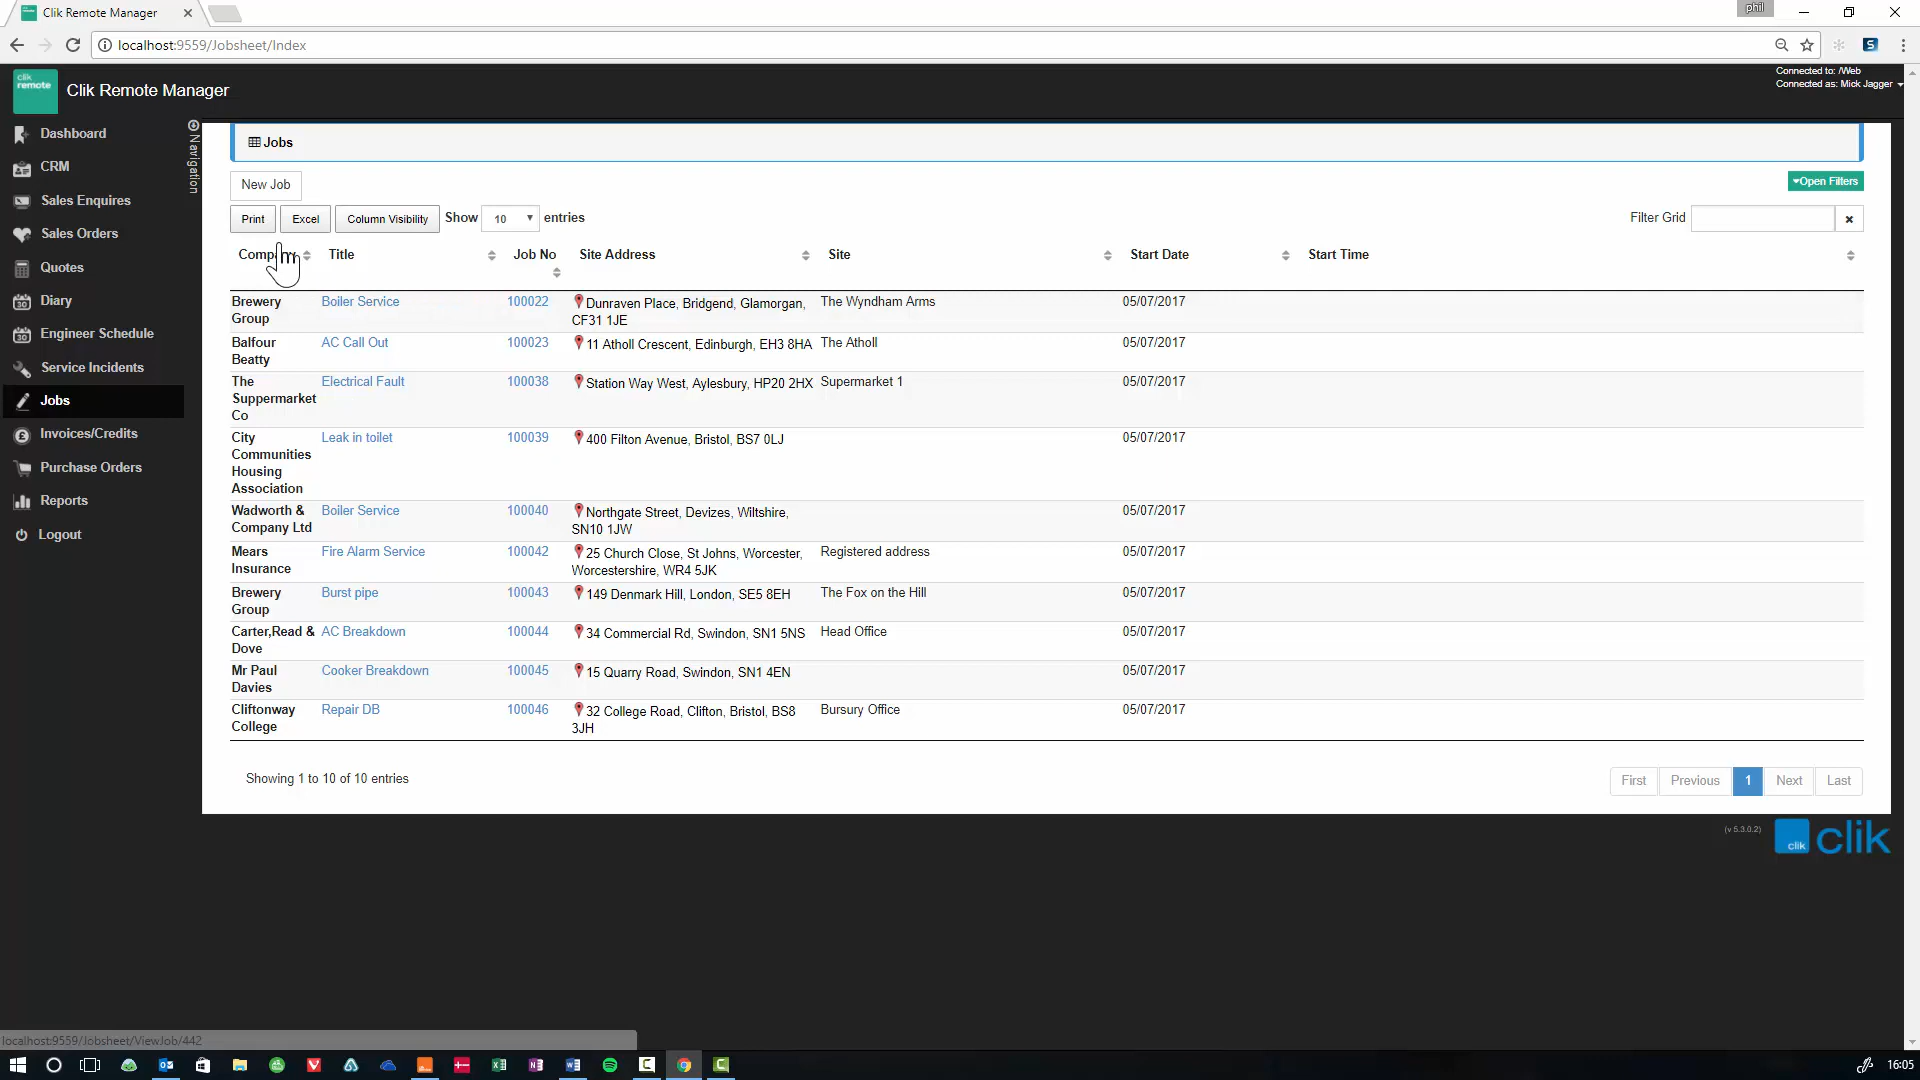 Clik Remote Manager
phil
localhost:9559/Jobsheet/Index
clik
remote
Clik Remote Manager
Connected to: /Web
Connected as: Mick Jagger
Dashboard
CRM
Sales Enquires
Sales Orders
Quotes
Diary
Engineer Schedule
Service Incidents
Jobs
Invoices/Credits
Purchase Orders
Reports
Logout
Navigation
Jobs
New Job
Open Filters
Print Excel Column Visibility Show 10 entries
Filter Grid
Title Job No Site Address Site Start Date Start Time
Brewery Boiler Service 100022 Dunraven Place, Bridgend, Glamorgan, The Wyndham Arms 05/07/2017
Group CF31 1JE
Balfour AC Call Out 100023 11 Atholl Crescent, Edinburgh, EH3 8HA The Atholl 05/07/2017
Beatty
The Electrical Fault 100038 Station Way West, Aylesbury, HP20 2HX Supermarket 1 05/07/2017
Suppermarket
Co
City Leak in toilet 100039 400 Filton Avenue, Bristol, BS7 0LJ 05/07/2017
Communities
Housing
Association
Wadworth & Boiler Service 100040 Northgate Street, Devizes, Wiltshire, 05/07/2017
Company Ltd SN10 1JW
Mears Fire Alarm Service 100042 25 Church Close, St Johns, Worcester, Registered address 05/07/2017
Insurance Worcestershire, WR4 5JK
Brewery Burst pipe 100043 149 Denmark Hill, London, SE5 8EH The Fox on the Hill 05/07/2017
Group
Carter,Read & AC Breakdown 100044 34 Commercial Rd, Swindon, SN1 5NS Head Office 05/07/2017
Dove
Mr Paul Cooker Breakdown 100045 15 Quarry Road, Swindon, SN1 4EN 05/07/2017
Davies
Cliftonway Repair DB 100046 32 College Road, Clifton, Bristol, BS8 Bursury Office 05/07/2017
College 3JH
Showing 1 to 10 of 10 entries
First Previous 1 Next Last
(v 5.3.0.2)
clik clik
localhost:9559/Jobsheet/ViewJob/442
16:05